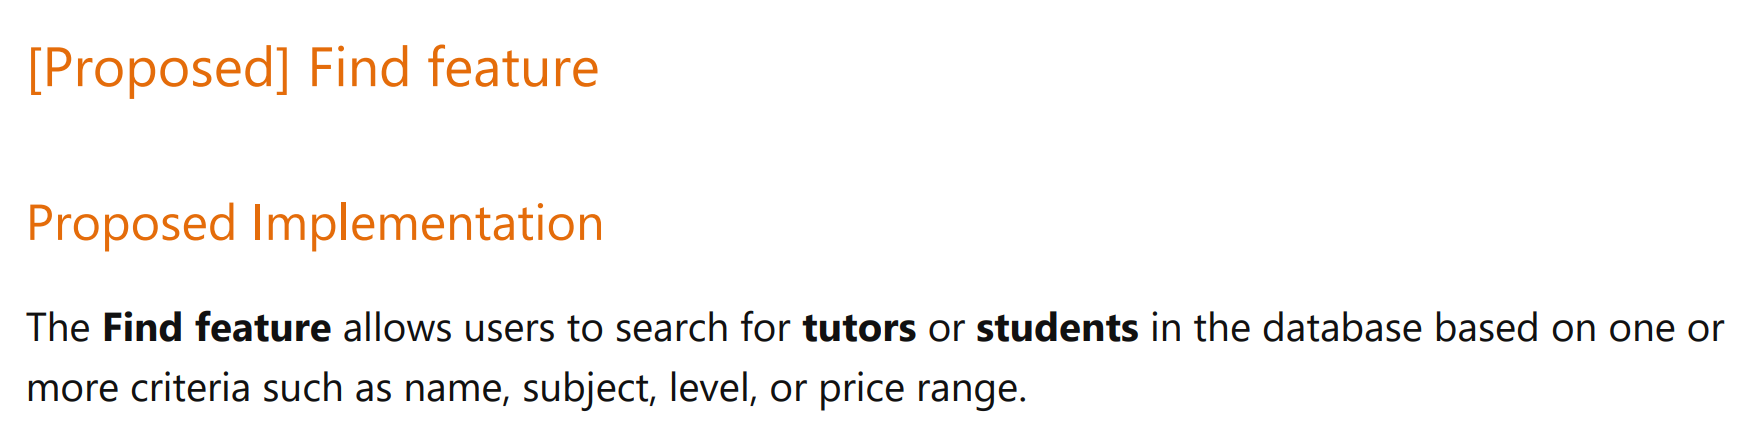 [Proposed] Find feature
Proposed Implementation
The Find feature allows users to search for tutors or students in the database based on one or
more criteria such as name, subject, level, or price range.